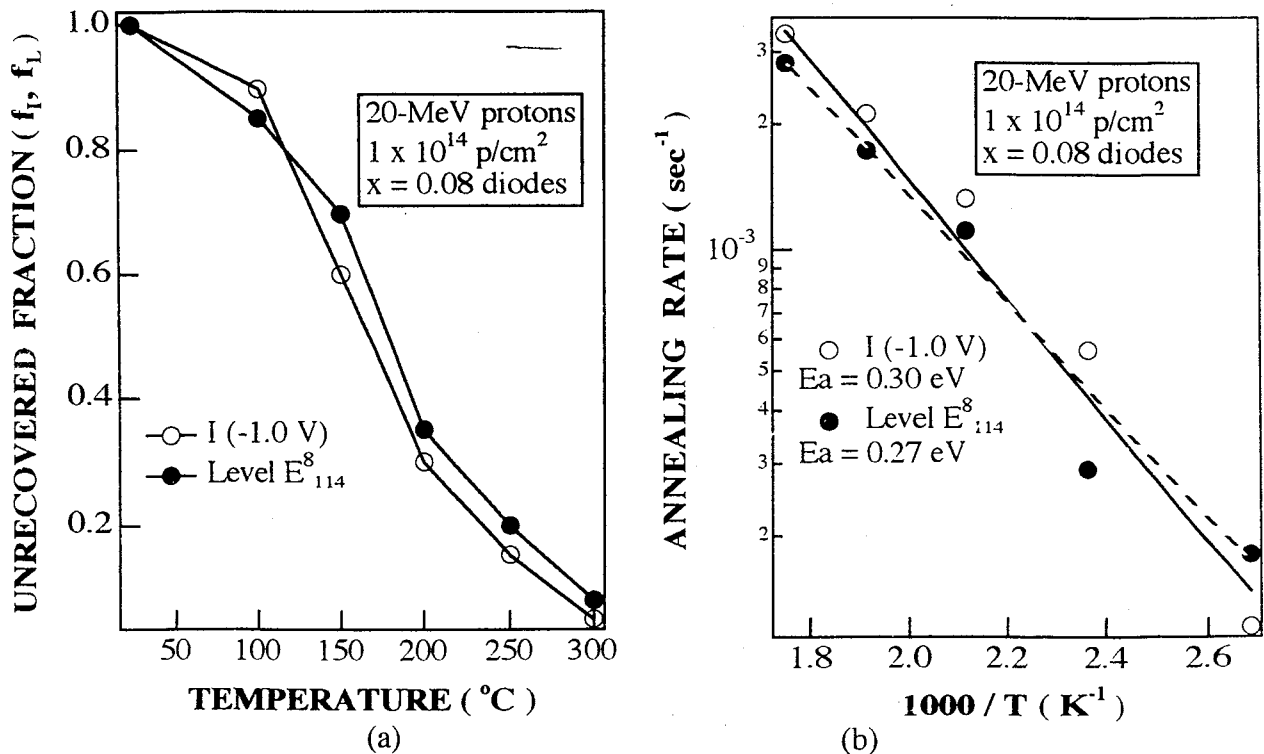 UNRECOVERED FRACTION ( f_I, f_L )
1.0
0.8
0.6
0.4
0.2
20-MeV protons
1 x 10^14 p/cm^2
x = 0.08 diodes
I (-1.0 V)
Level E^8_114
50 100 150 200 250 300
TEMPERATURE ( °C )
(a)
ANNEALING RATE ( sec^-1 )
3
2
10^-3
9
8
7
6
5
4
3
2
20-MeV protons
1 x 10^14 p/cm^2
x = 0.08 diodes
I (-1.0 V)
Ea = 0.30 eV
Level E^8_114
Ea = 0.27 eV
1.8 2.0 2.2 2.4 2.6
1000 / T ( K^-1 )
(b)